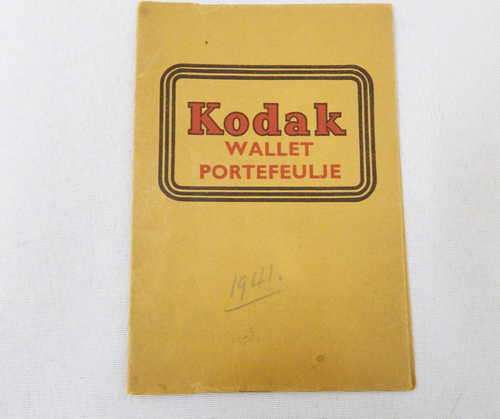 Kodak
WALLET
PORTEFEULJE
1941.